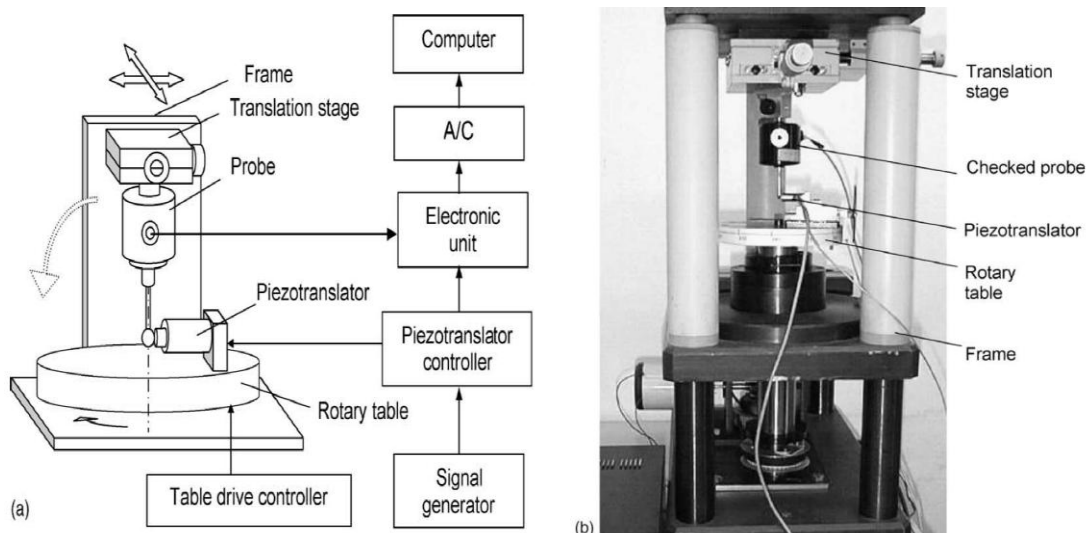 Computer
Frame
Translation stage
A/C
Probe
Electronic
unit
Piezotranslator
Piezotranslator
controller
Rotary table
Table drive controller
Signal
generator
(a)
Translation
stage
Checked probe
Piezotranslator
Rotary
table
Frame
(b)